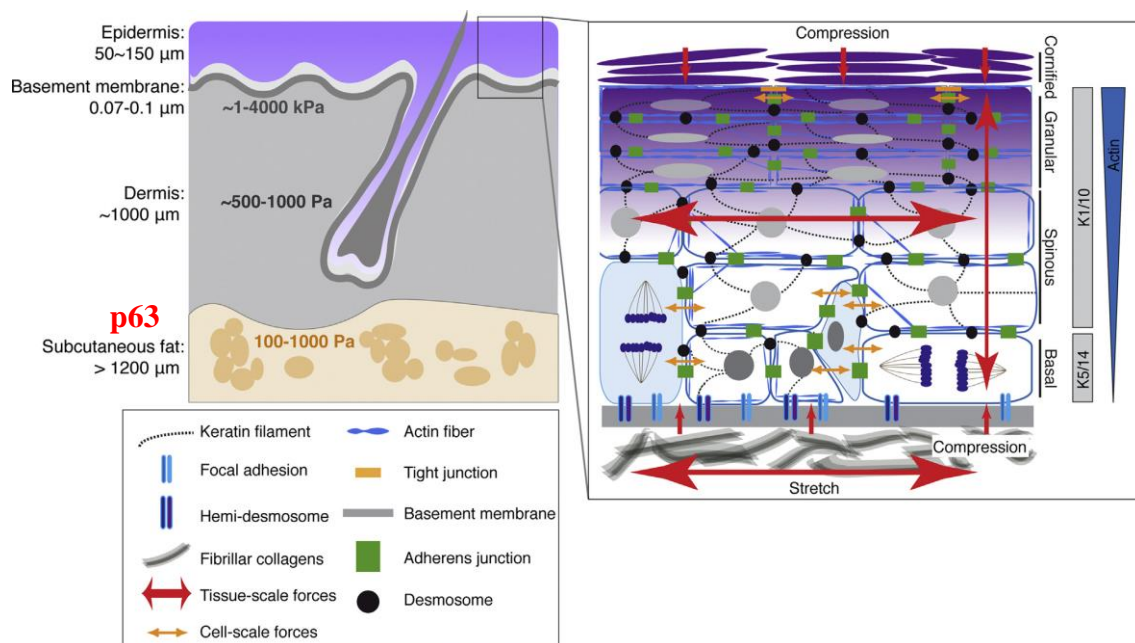 Epidermis:
50~150 µm
Basement membrane:
0.07-0.1 µm
~1-4000 kPa
Dermis:
~1000 µm
~500-1000 Pa
p63
Subcutaneous fat:
> 1200 µm
100-1000 Pa
Keratin filament
Focal adhesion
Hemi-desmosome
Fibrillar collagens
Tissue-scale forces
Cell-scale forces
Actin fiber
Tight junction
Basement membrane
Adherens junction
Desmosome
Compression
Cornified
Granular
Spinous
Basal
K1/10
K5/14
Actin
Compression
Stretch